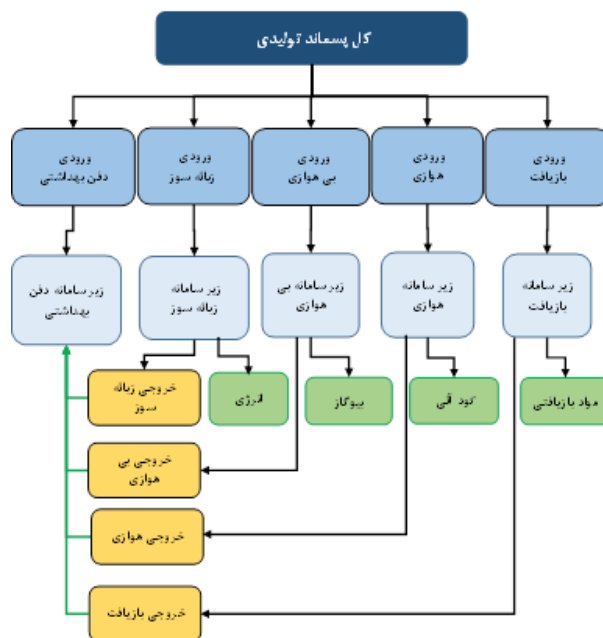 کل پسماند تولیدی
ورودی
بازیافت
ورودی
هوازی
ورودی
بی هوازی
ورودی
زباله سوز
ورودی
دفن بهداشتی
زیر سامانه
بازیافت
زیر سامانه
هوازی
زیر سامانه بی
هوازی
زیر سامانه
زباله سوز
زیر سامانه دفن
بهداشتی
مواد بازیافتی
کود آلی
بیوگاز
انرژی
خروجی زباله
سوز
خروجی بی
هوازی
خروجی هوازی
خروجی بازیافت